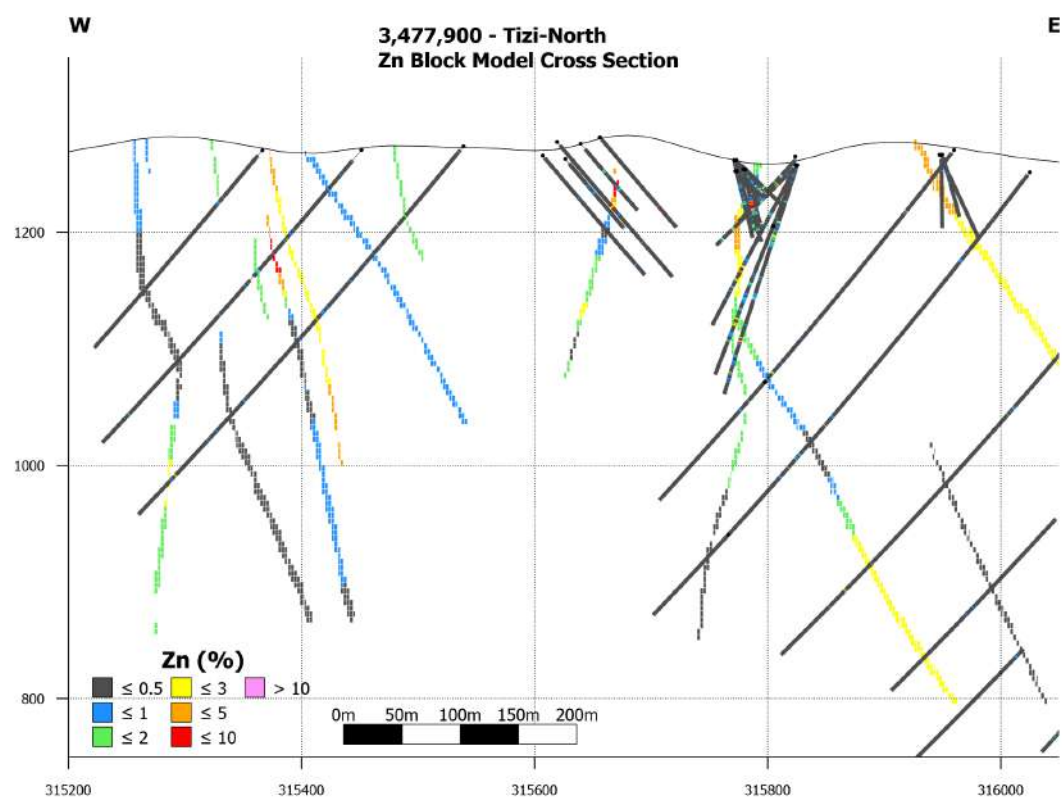 W
E
3,477,900 - Tizi-North
Zn Block Model Cross Section
1200
1000
800
Zn (%)
≤ 0.5
≤ 3
> 10
≤ 1
≤ 5
≤ 2
≤ 10
0m 50m 100m 150m 200m
315200 315400 315600 315800 316000